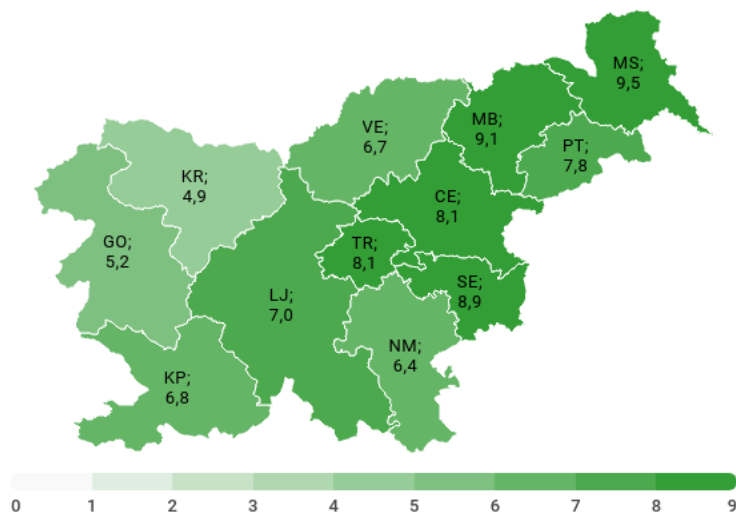 MS;
9,5
MB;
9,1
VE;
6,7
PT;
7,8
KR;
4,9
CE;
8,1
GO;
5,2
TR;
8,1
SE;
8,9
LJ;
7,0
NM;
6,4
KP;
6,8
0 1 2 3 4 5 6 7 8 9